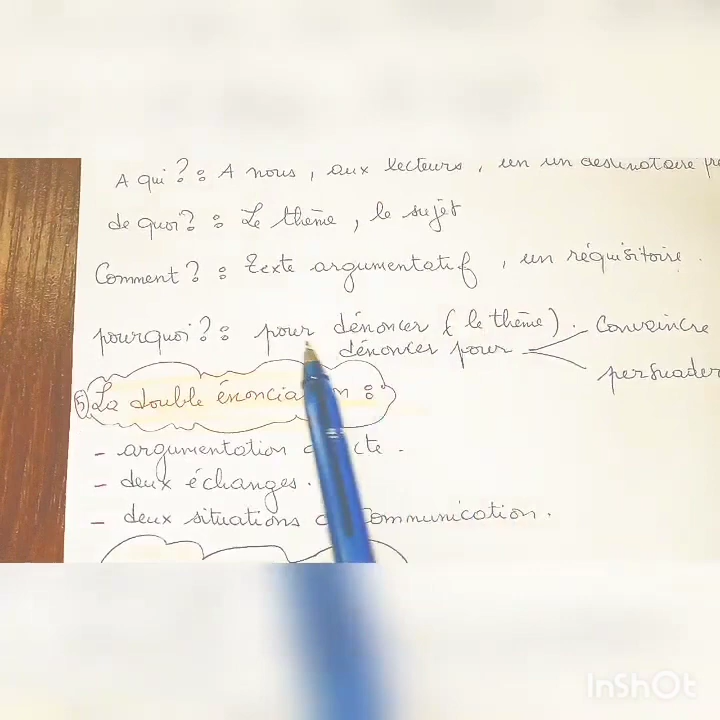 A qui ? : A nous, aux lecteurs, un un destinataire
de quoi ? : Le thème, le sujet
Comment ? : Texte argumentatif, un réquisitoire.
pourquoi ? : pour dénoncer ( le thème ). Convaincre
dénoncer pour persuader
⑤ La double énonciation :
- argumentation
- deux échanges.
- deux situations communication.
InShOt